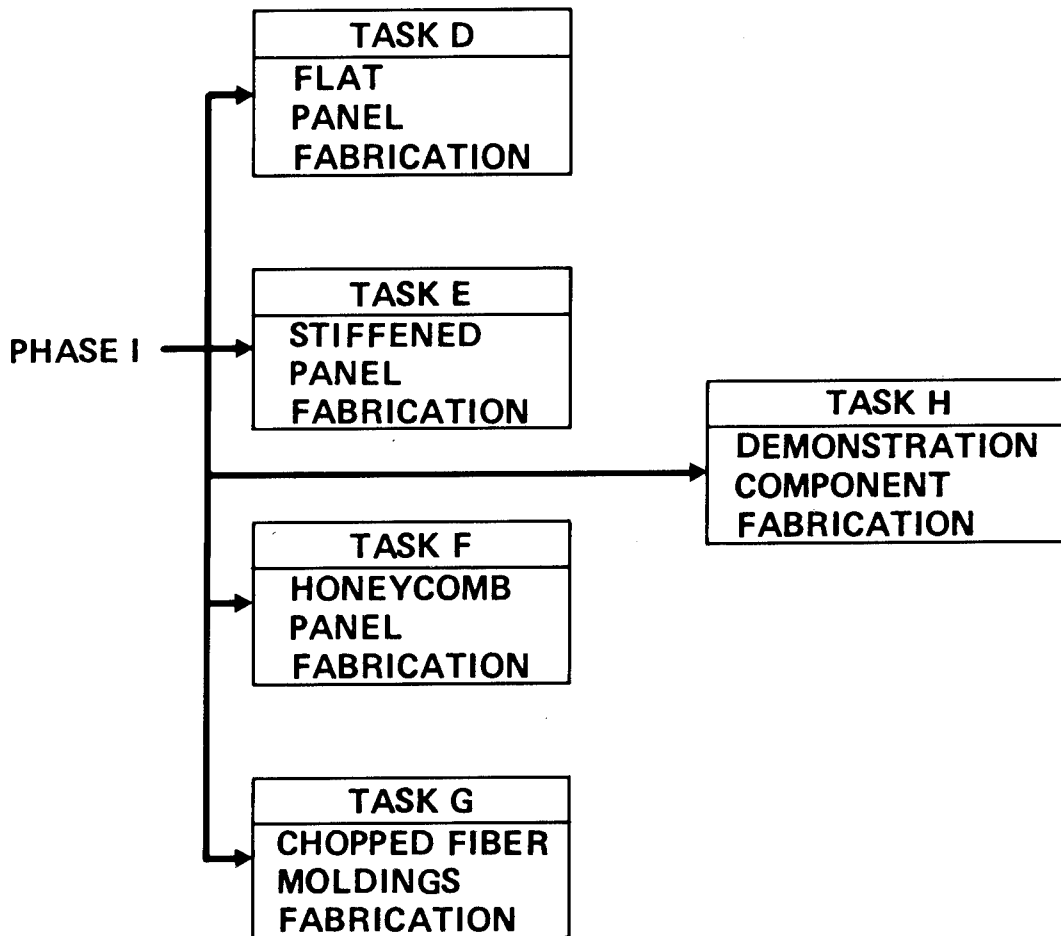 TASK D
FLAT
PANEL
FABRICATION
PHASE I
TASK E
STIFFENED
PANEL
FABRICATION
TASK H
DEMONSTRATION
COMPONENT
FABRICATION
TASK F
HONEYCOMB
PANEL
FABRICATION
TASK G
CHOPPED FIBER
MOLDINGS
FABRICATION